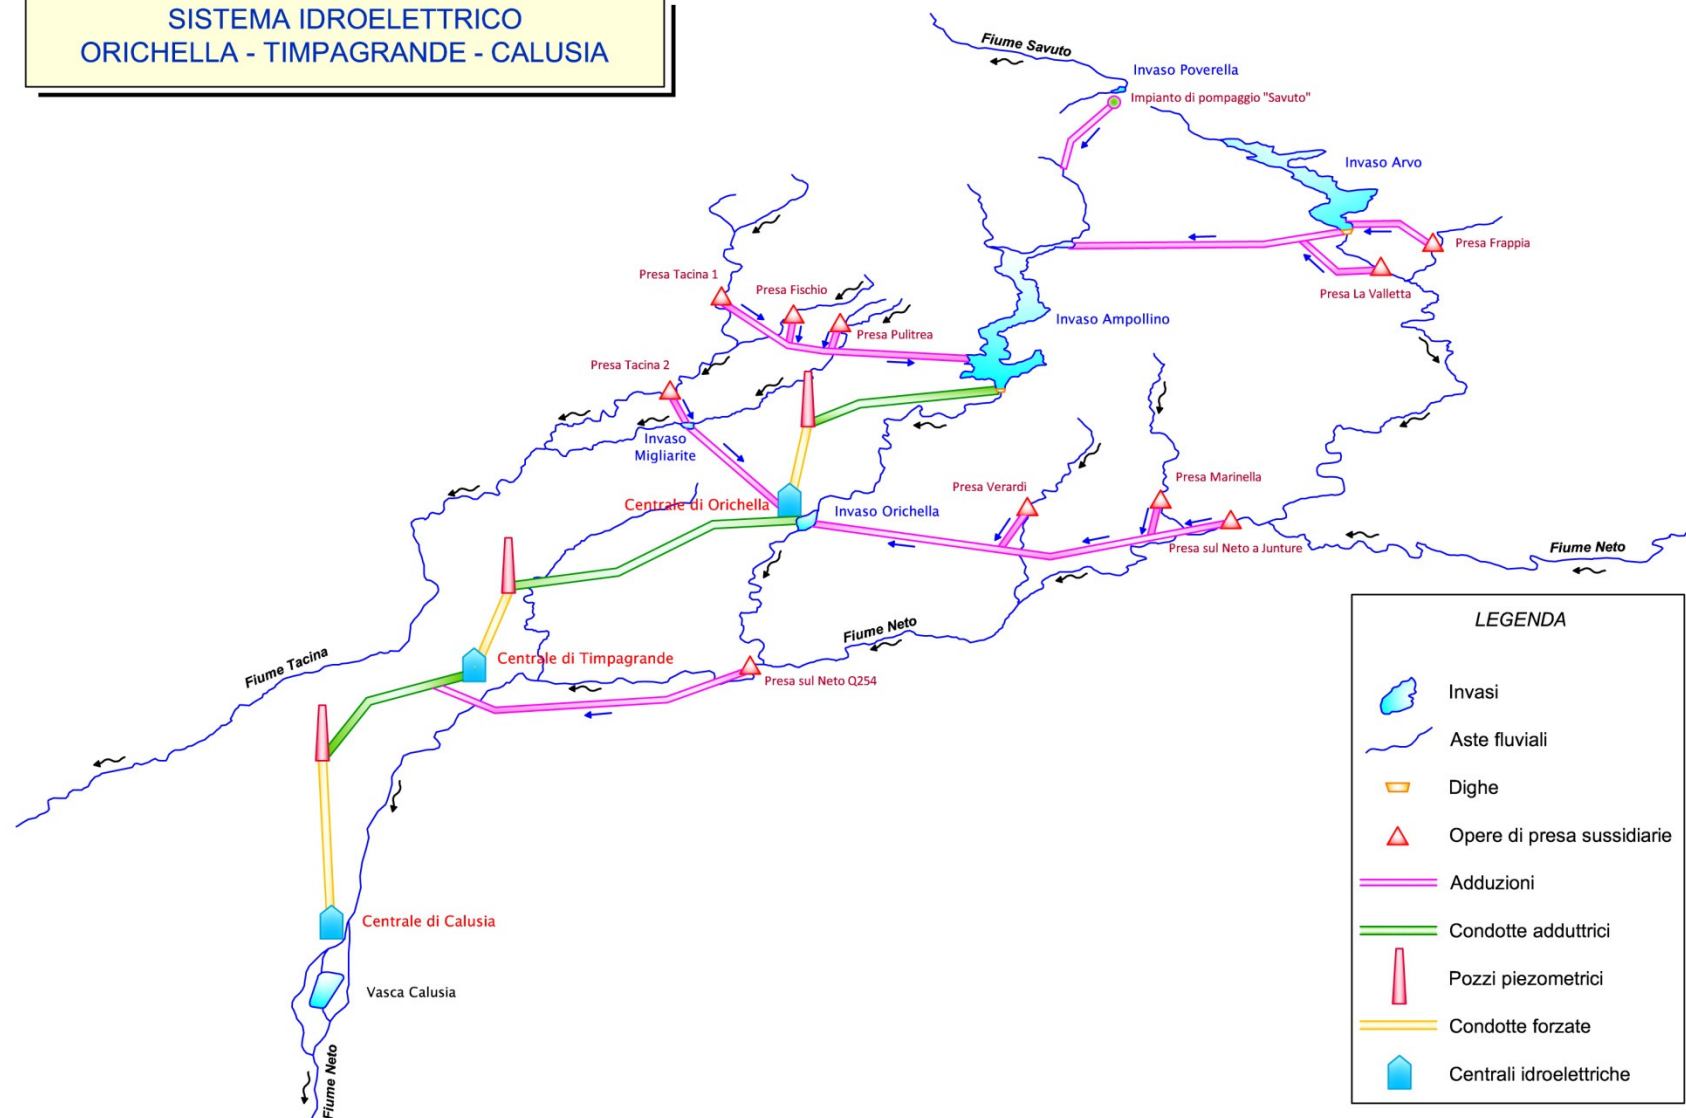 SISTEMA IDROELETTRICO
ORICHELLA - TIMPAGRANDE - CALUSIA
Fiume Savuto
Invaso Poverella
Impianto di pompaggio "Savuto"
Invaso Arvo
Presa Frappia
Presa La Valletta
Presa Tacina 1
Presa Fischio
Presa Pulitrea
Invaso Ampollino
Presa Tacina 2
Invaso
Migliarite
Centrale di Orichella
Invaso Orichella
Presa Verardi
Presa Marinella
Presa sul Neto a Junture
Fiume Neto
Fiume Neto
Centrale di Timpagrande
Presa sul Neto Q254
Fiume Tacina
Centrale di Calusia
Vasca Calusia
Fiume Neto
LEGENDA
Invasi
Aste fluviali
Dighe
Opere di presa sussidiarie
Adduzioni
Condotte adduttrici
Pozzi piezometrici
Condotte forzate
Centrali idroelettriche